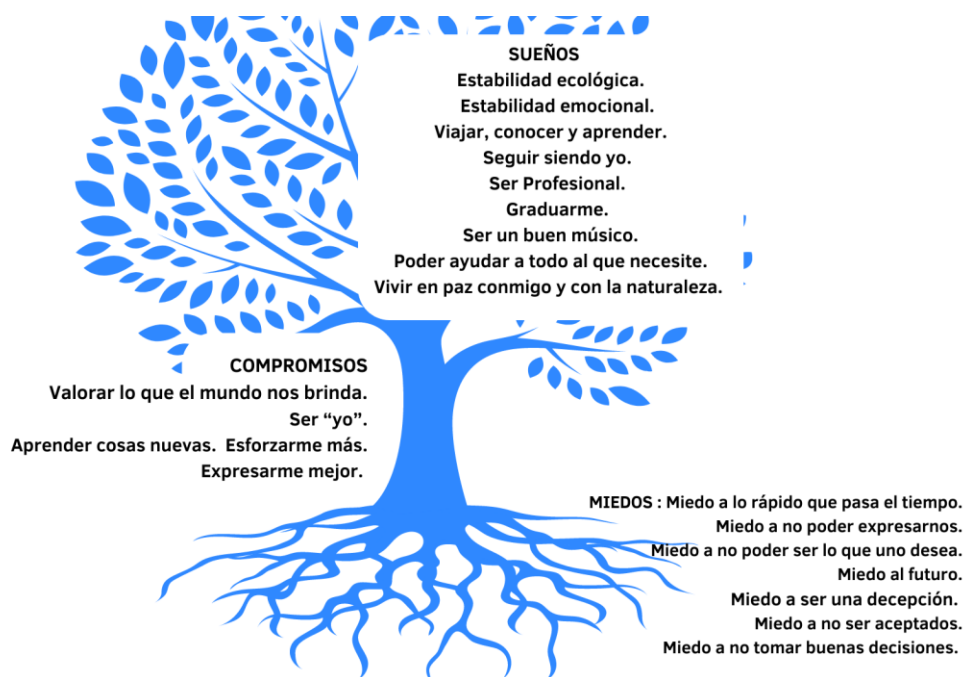 SUEÑOS
Estabilidad ecológica.
Estabilidad emocional.
Viajar, conocer y aprender.
Seguir siendo yo.
Ser Profesional.
Graduarme.
Ser un buen músico.
Poder ayudar a todo al que necesite.
Vivir en paz conmigo y con la naturaleza.
COMPROMISOS
Valorar lo que el mundo nos brinda.
Ser “yo”.
Aprender cosas nuevas. Esforzarme más.
Expresarme mejor.
MIEDOS : Miedo a lo rápido que pasa el tiempo.
Miedo a no poder expresarnos.
Miedo a no poder ser lo que uno desea.
Miedo al futuro.
Miedo a ser una decepción.
Miedo a no ser aceptados.
Miedo a no tomar buenas decisiones.